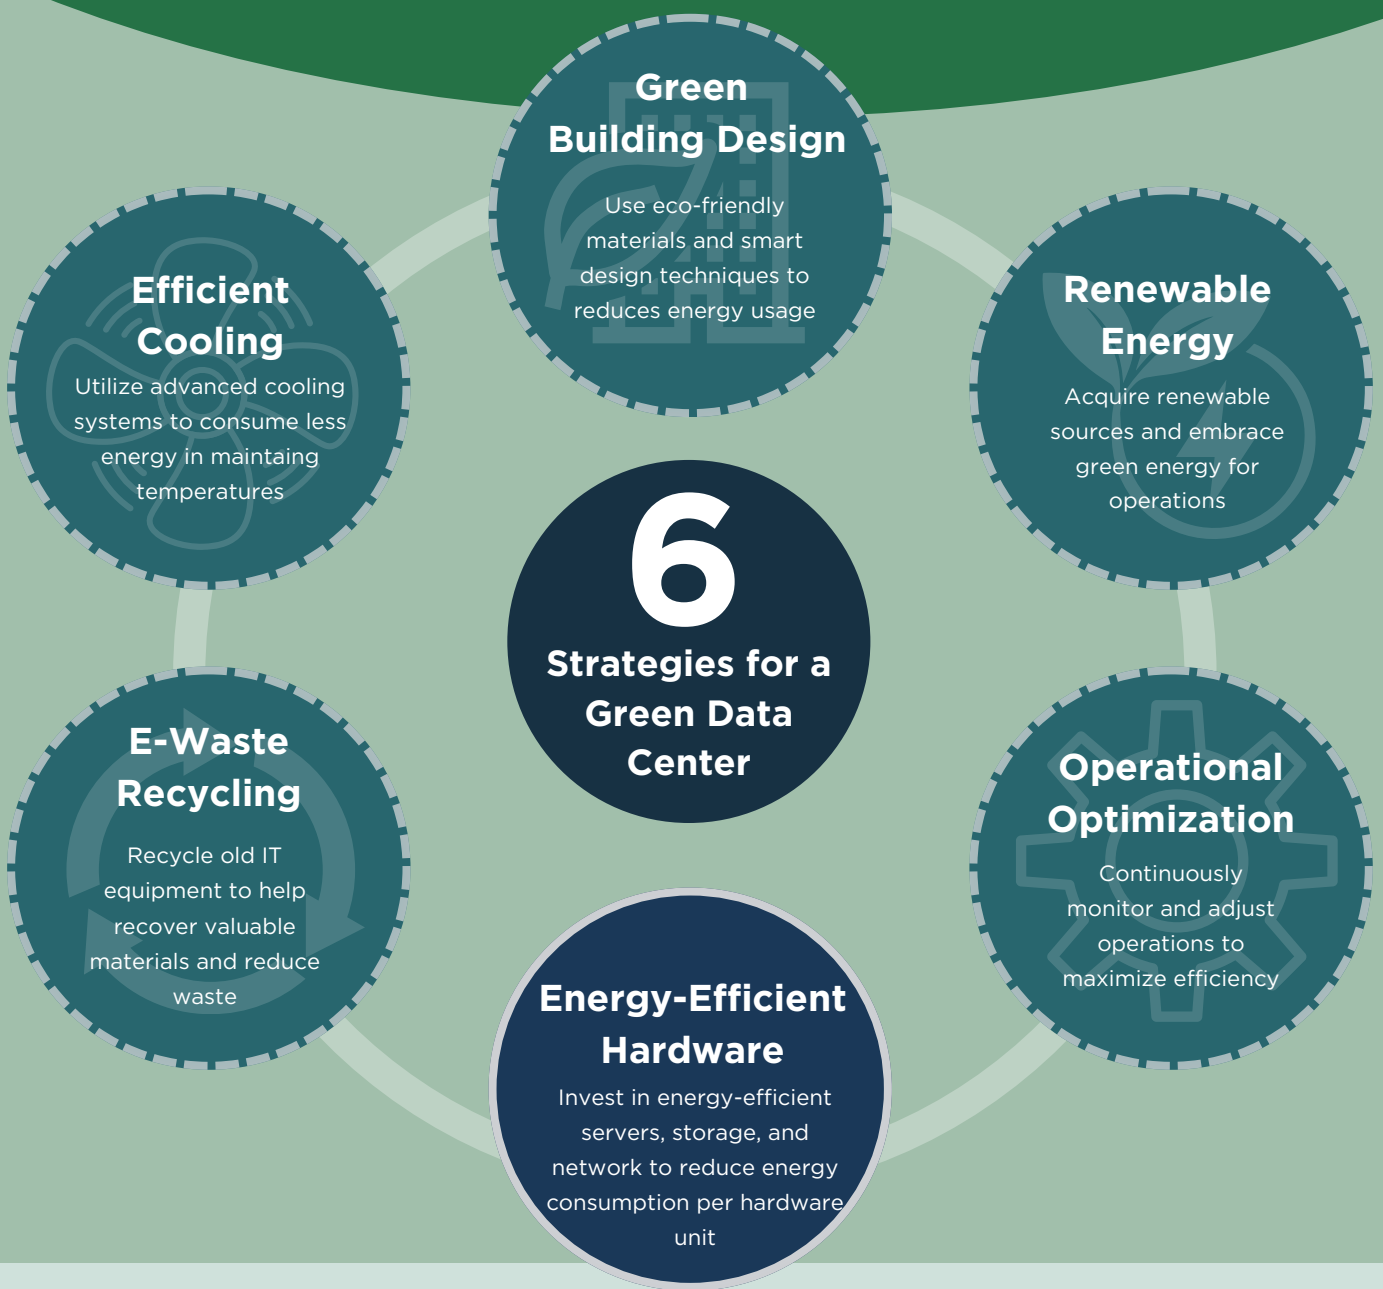 Green
Building Design
Use eco-friendly
materials and smart
design techniques to
reduces energy usage
Efficient
Cooling
Utilize advanced cooling
systems to consume less
energy in maintaing
temperatures
Renewable
Energy
Acquire renewable
sources and embrace
green energy for
operations
6
Strategies for a
Green Data
Center
E-Waste
Recycling
Recycle old IT
equipment to help
recover valuable
materials and reduce
waste
Operational
Optimization
Continuously
monitor and adjust
operations to
maximize efficiency
Energy-Efficient
Hardware
Invest in energy-efficient
servers, storage, and
network to reduce energy
consumption per hardware
unit